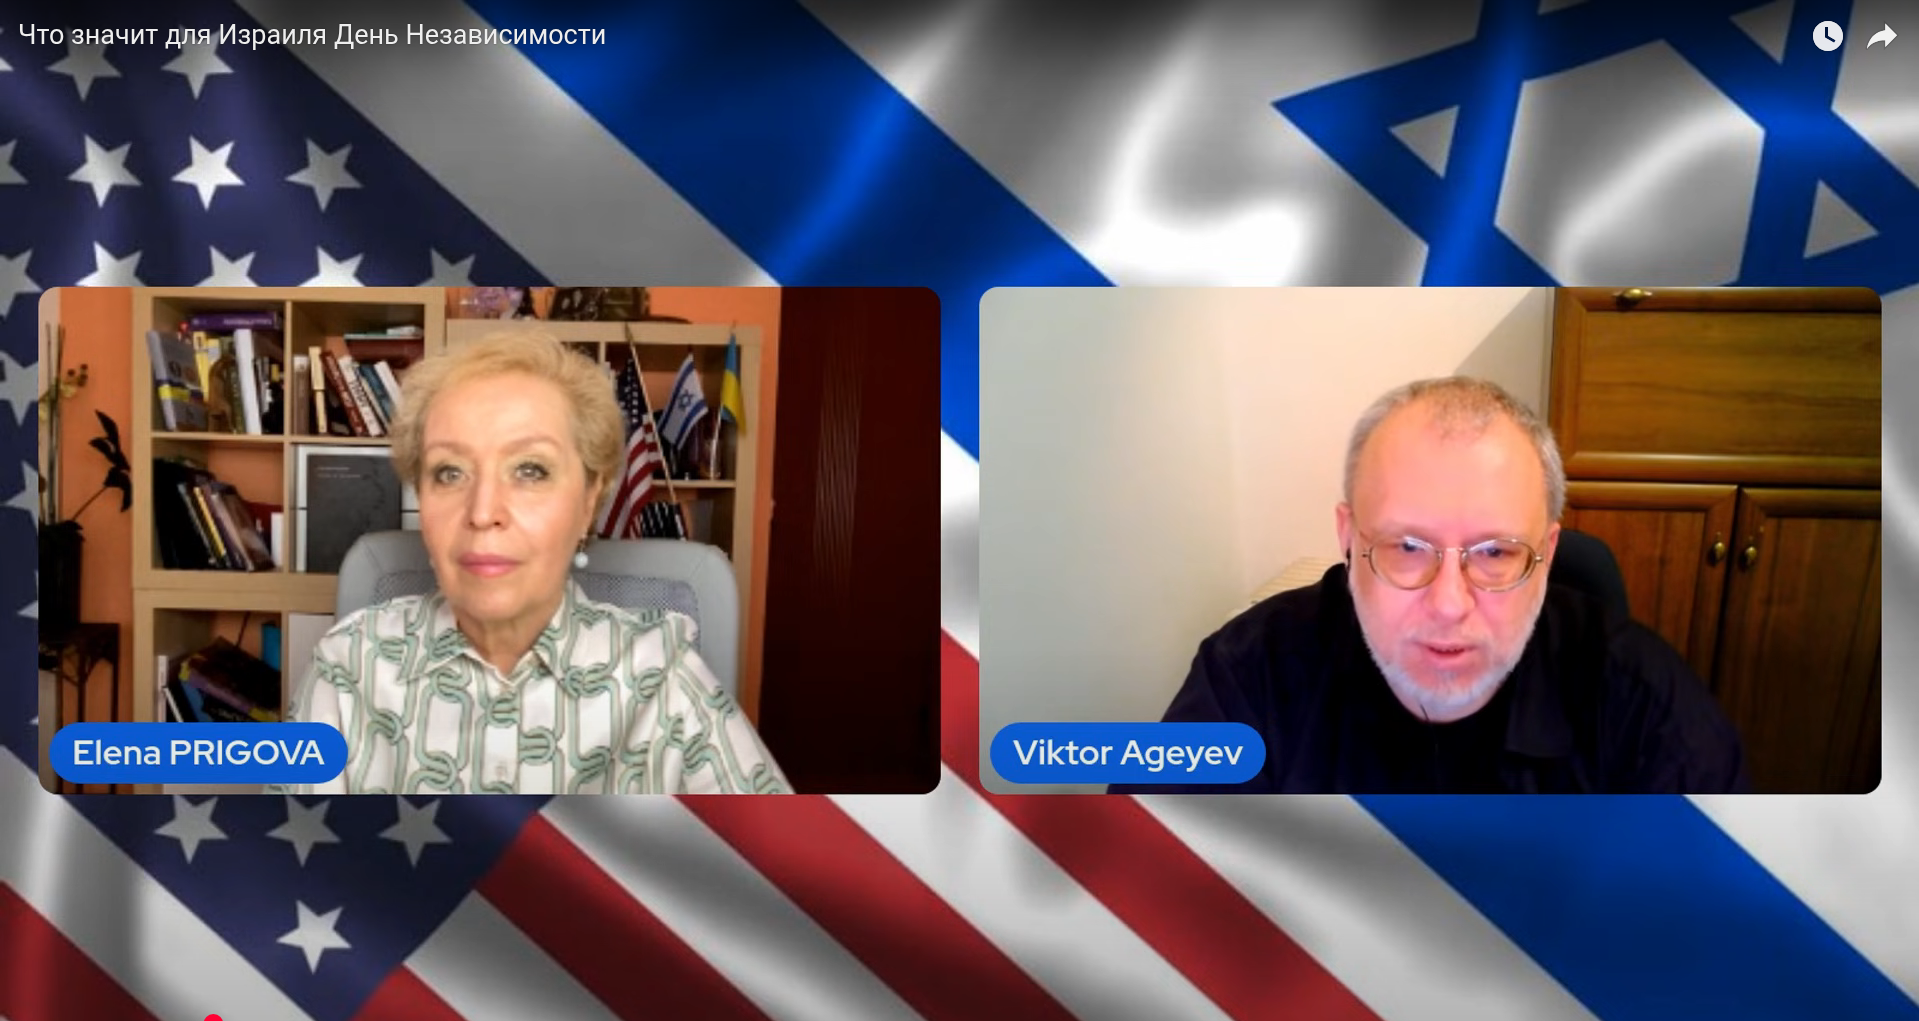 Что значит для Израиля День Независимости
Elena PRIGOVA
Viktor Ageyev